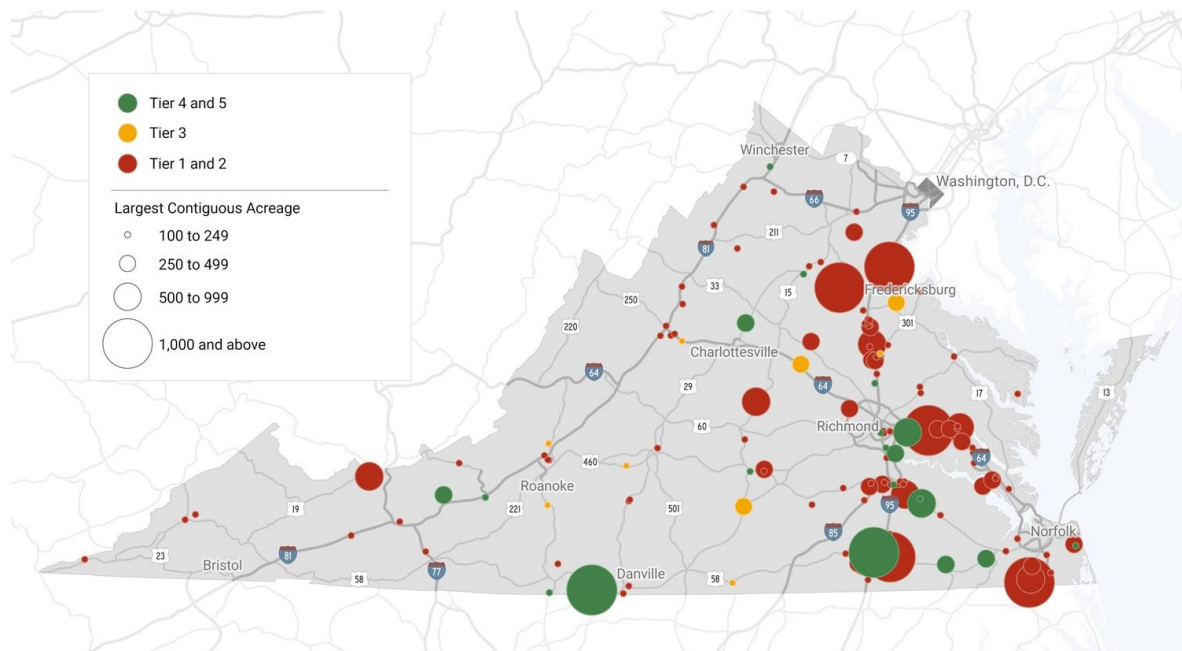 Tier 4 and 5
Tier 3
Tier 1 and 2
Largest Contiguous Acreage
100 to 249
250 to 499
500 to 999
1,000 and above
Winchester
7
Washington, D.C.
66
95
211
81
33
15
Fredericksburg
250
301
220
Charlottesville
64
29
64
17
13
60
Richmond
460
64
Roanoke
19
221
501
95
85
Norfolk
23
81
Bristol
77
58
Danville
58